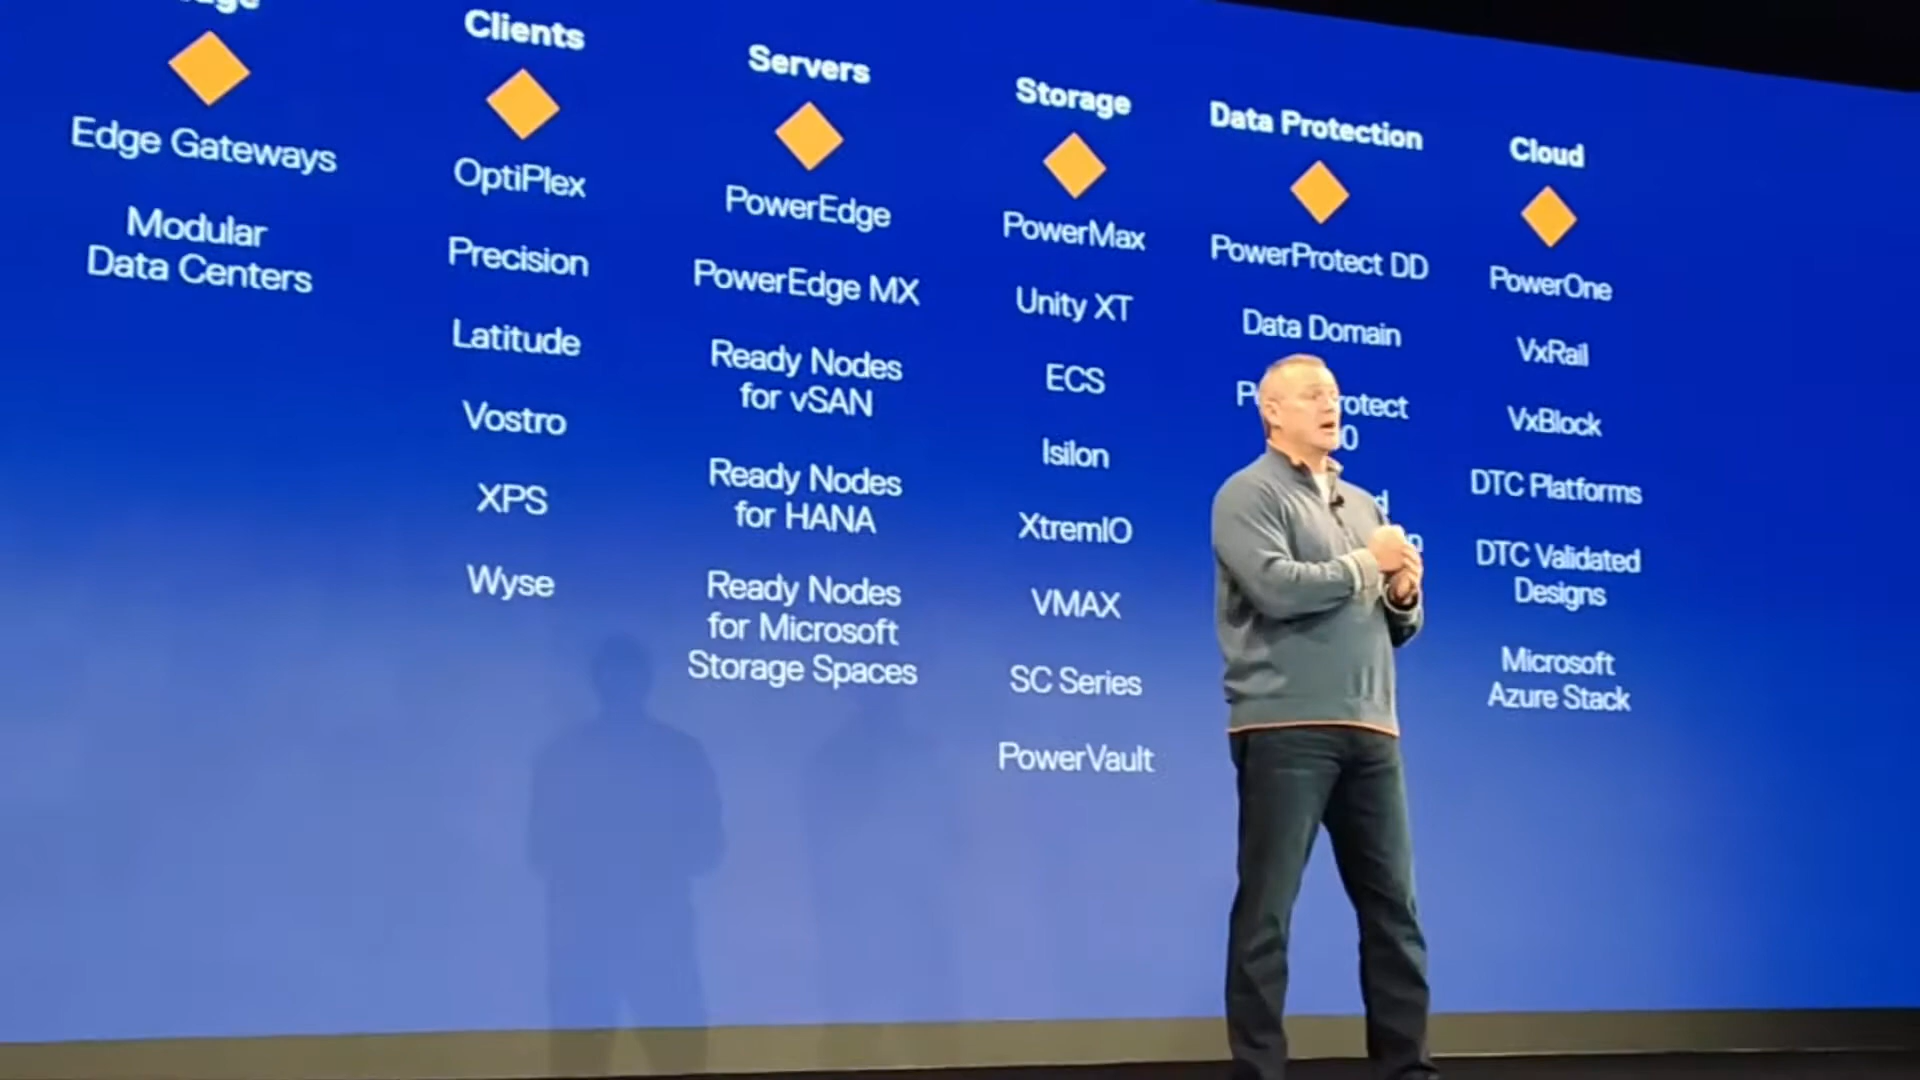 Clients
Servers
Storage
Data Protection
Cloud
Edge Gateways
Modular
Data Centers
OptiPlex
Precision
Latitude
Vostro
XPS
Wyse
PowerEdge
PowerEdge MX
Ready Nodes
for vSAN
Ready Nodes
for HANA
Ready Nodes
for Microsoft
Storage Spaces
PowerMax
Unity XT
ECS
Isilon
XtremIO
VMAX
SC Series
PowerVault
PowerProtect DD
Data Domain
PowerOne
VxRail
VxBlock
DTC Platforms
DTC Validated
Designs
Microsoft
Azure Stack